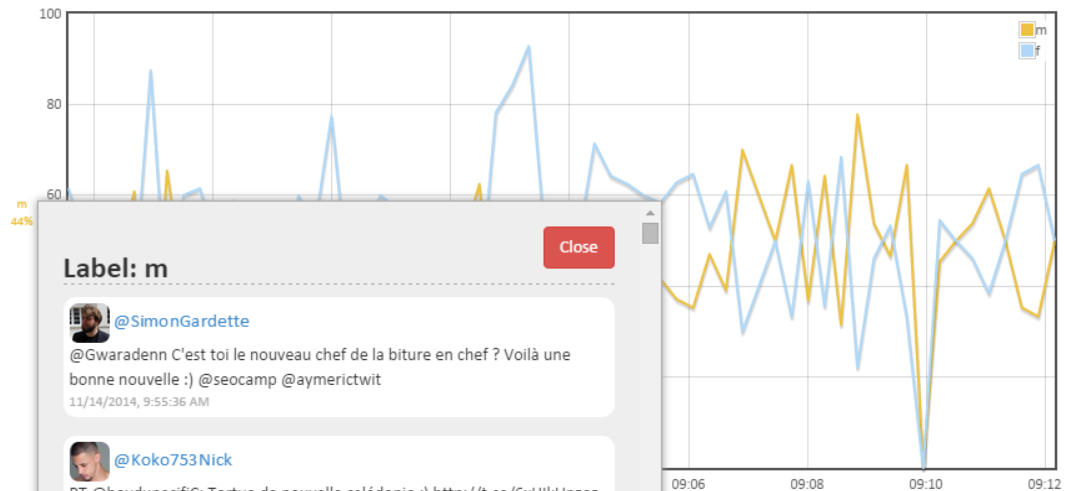 100
m
f
80
60
m
44%
Close
Label: m
@SimonGardette
@Gwaradenn C'est toi le nouveau chef de la biture en chef ? Voilà une
bonne nouvelle :) @seocamp @aymerictwit
11/14/2014, 9:55:36 AM
@Koko753Nick
09:06
09:08
09:10
09:12